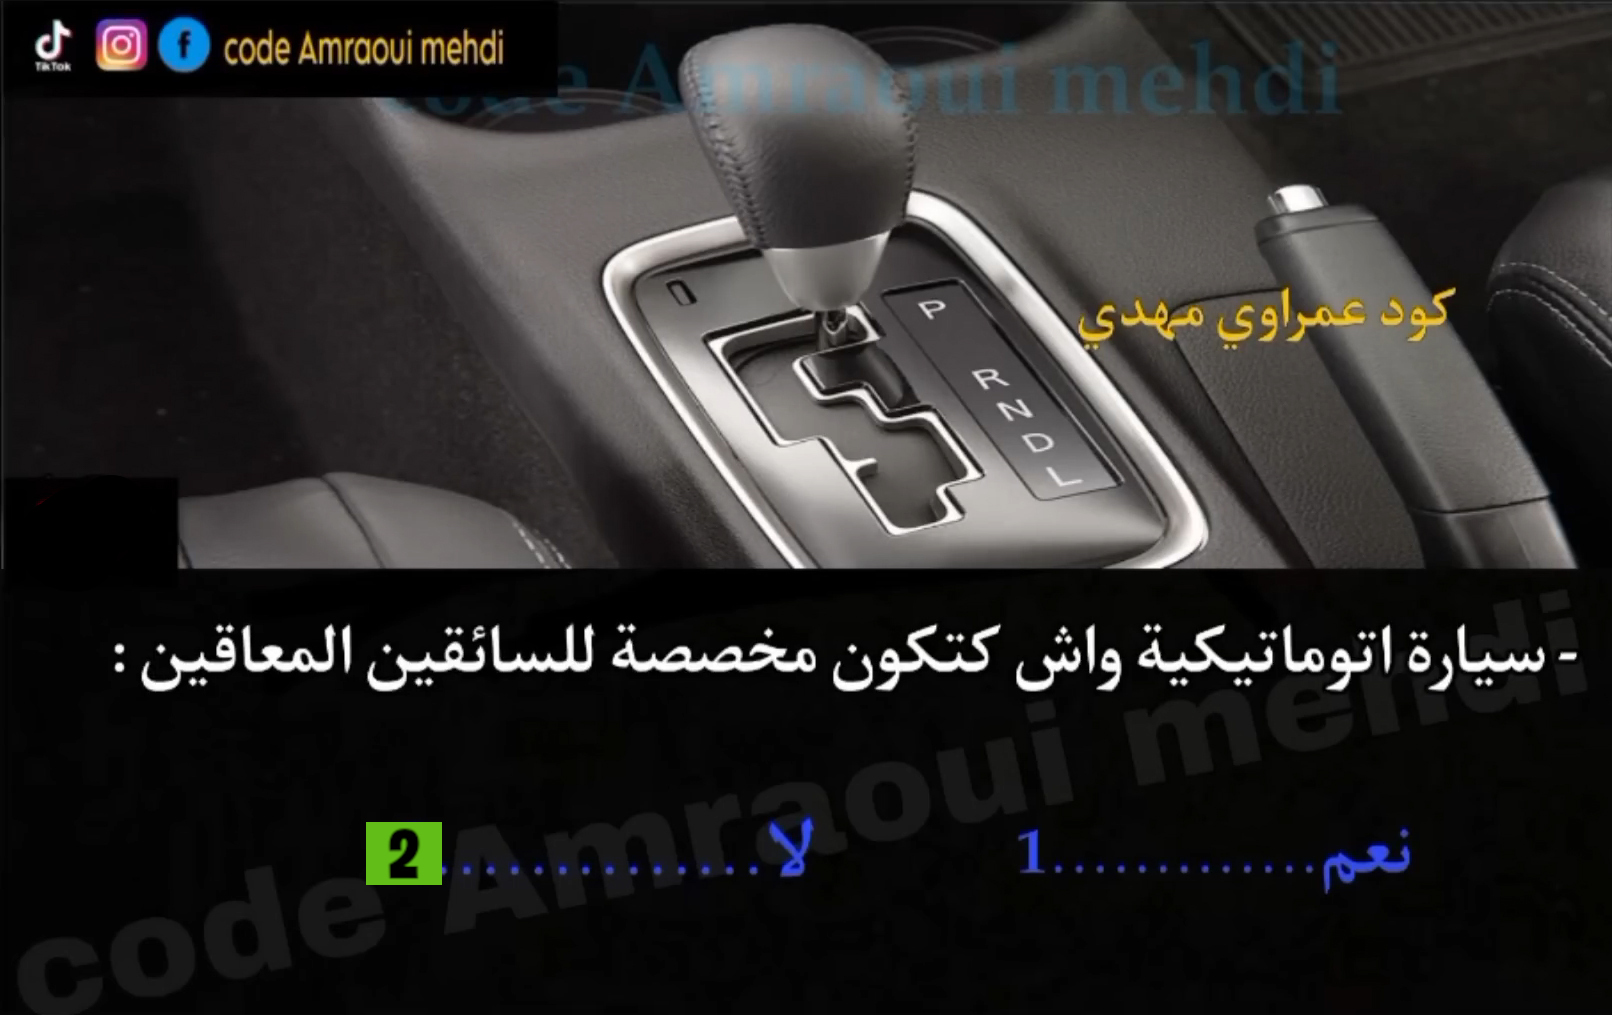 TikTok
code Amraoui mehdi
code Amraoui mehdi
P
R
N
D
L
كود عمراوي مهدي
- سيارة اتوماتيكية واش كتكون مخصصة للسائقين المعاقين :
نعم.............1 لا...............2
code Amraoui mehdi